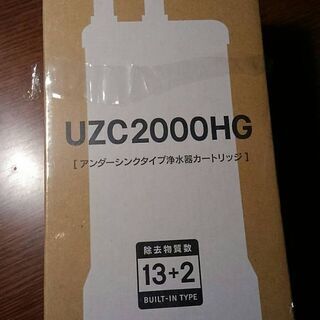 UZC2000HG
[ アンダーシンクタイプ浄水器カートリッジ ]
除去物質数
13+2
BUILT-IN TYPE